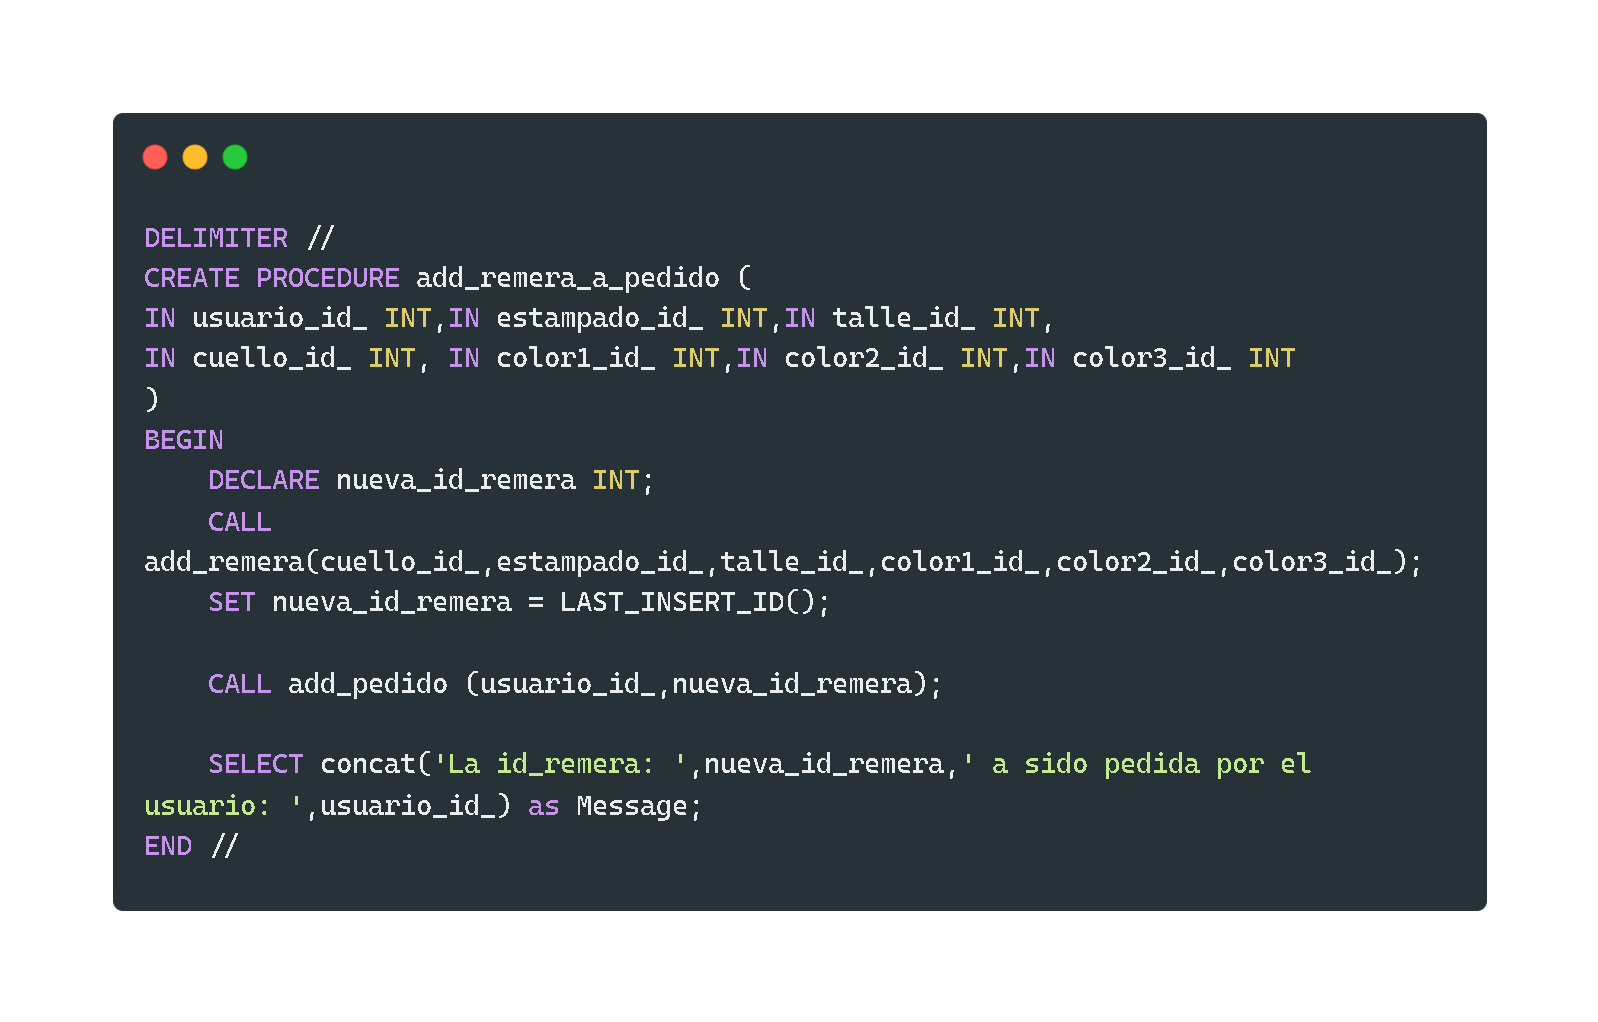 DELIMITER //
CREATE PROCEDURE add_remera_a_pedido (
IN usuario_id_ INT,IN estampado_id_ INT,IN talle_id_ INT,
IN cuello_id_ INT, IN color1_id_ INT,IN color2_id_ INT,IN color3_id_ INT
)
BEGIN
    DECLARE nueva_id_remera INT;
    CALL
add_remera(cuello_id_,estampado_id_,talle_id_,color1_id_,color2_id_,color3_id_);
    SET nueva_id_remera = LAST_INSERT_ID();
    CALL add_pedido (usuario_id_,nueva_id_remera);
    SELECT concat('La id_remera: ',nueva_id_remera,' a sido pedida por el
usuario: ',usuario_id_) as Message;
END //